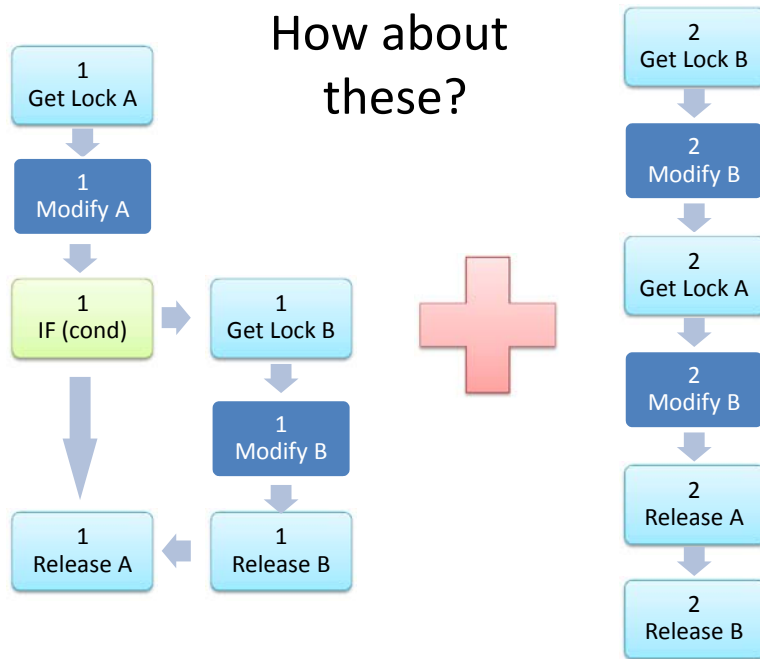 How about
these?
1
Get Lock A
1
Modify A
1
IF (cond)
1
Get Lock B
1
Modify B
1
Release B
1
Release A
2
Get Lock B
2
Modify B
2
Get Lock A
2
Modify B
2
Release A
2
Release B